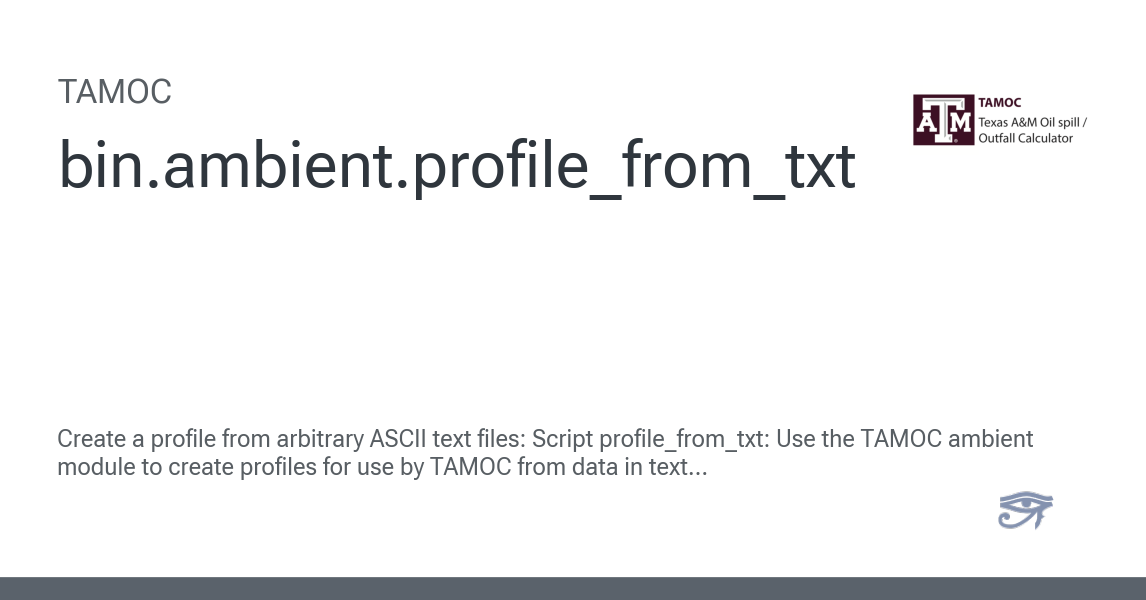 TAMOC
bin.ambient.profile_from_txt
ATM
TAMOC
Texas A&M Oil spill /
Outfall Calculator
Create a profile from arbitrary ASCII text files: Script profile_from_txt: Use the TAMOC ambient
module to create profiles for use by TAMOC from data in text...